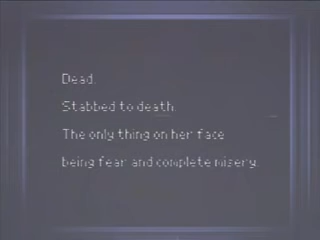 Dead.
Stabbed to death.
The only thing on her face
being fear and complete misery.